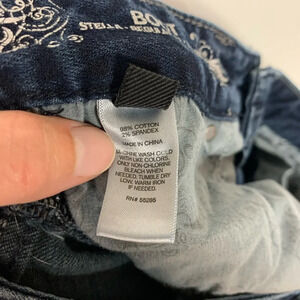 BOOT
STELLA - REGULAR
98% COTTON
2% SPANDEX
MADE IN CHINA
MACHINE WASH COLD
WITH LIKE COLORS.
ONLY NON-CHLORINE
BLEACH WHEN
NEEDED. TUMBLE DRY
LOW. WARM IRON
IF NEEDED.
RN# 55285